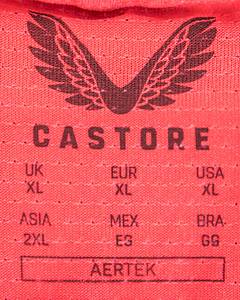 CASTORE
UK EUR USA
XL XL XL
ASIA MEX BRA
2XL EG GG
AERTEK